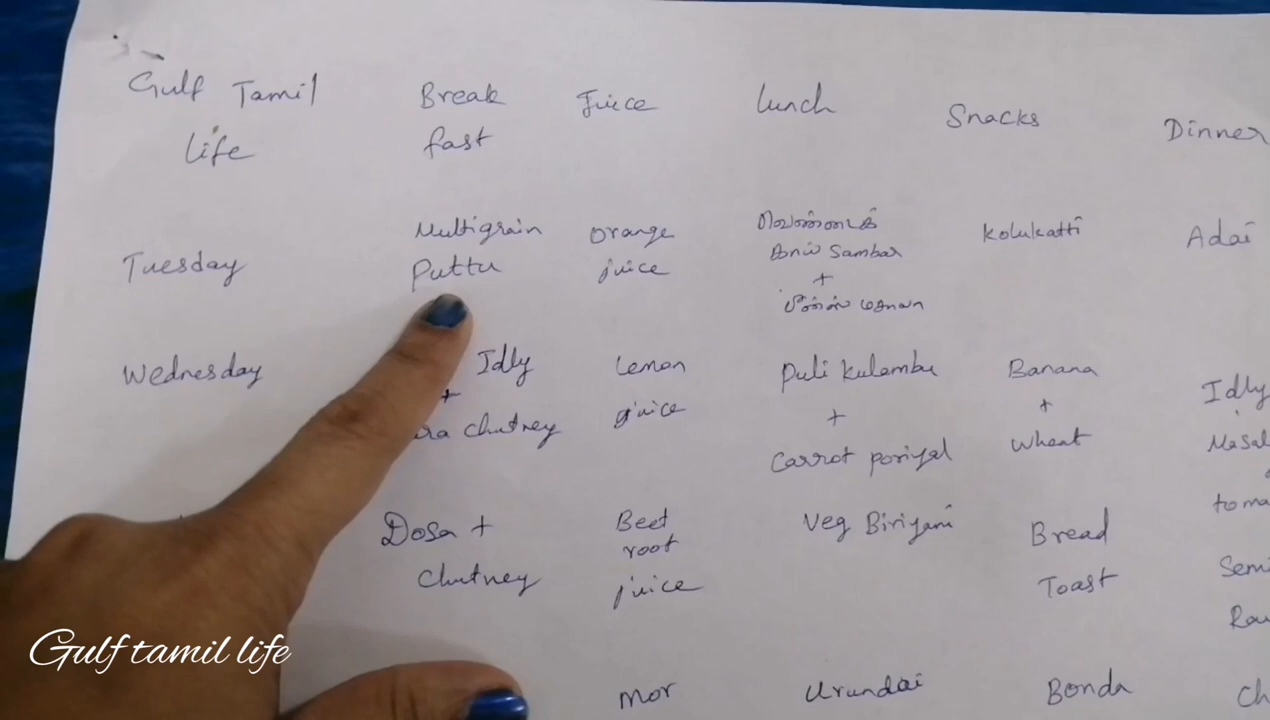 Gulf Tamil Break Juice Lunch Snacks Dinner
life fast
Multigrain Orange வெண்டைக் Kolukatti Adai
Tuesday Puttu juice காய் Sambar
+
பீன்ஸ் மசாலா
Wednesday Idly Lemon Puli Kulambu Banana Idly
+ juice + +
chutney Carrot poriyal Wheat
Dosa + Beet Veg Biriyani Bread
root
Chutney juice Toast
Mor Urundai Bonda
Gulf tamil life